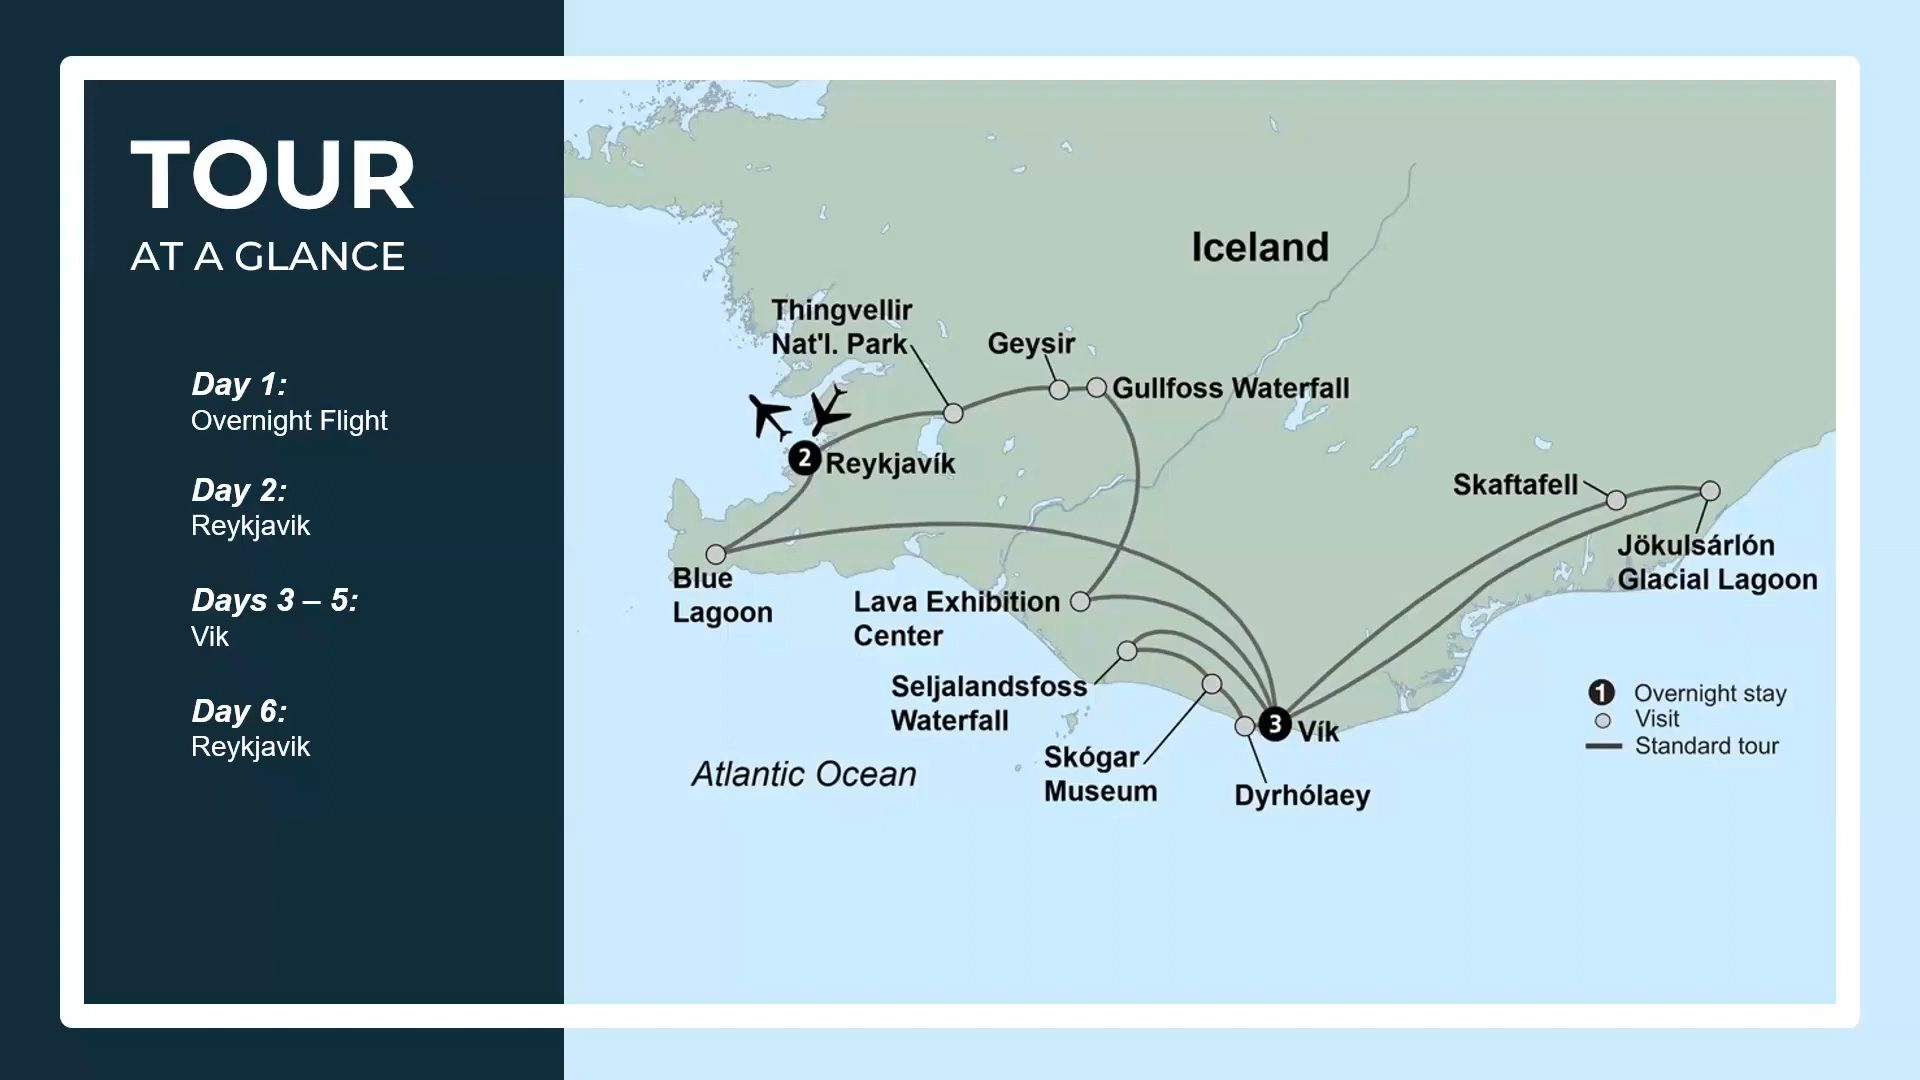 TOUR
AT A GLANCE
Day 1:
Overnight Flight
Day 2:
Reykjavik
Days 3 – 5:
Vik
Day 6:
Reykjavik
Iceland
Thingvellir
Nat'l. Park
Geysir
Gullfoss Waterfall
2
Reykjavík
Skaftafell
Jökulsárlón
Glacial Lagoon
Blue
Lagoon
Lava Exhibition
Center
Seljalandsfoss
Waterfall
Skógar
Museum
3
Vík
Dyrhólaey
Atlantic Ocean
1 Overnight stay
Visit
Standard tour